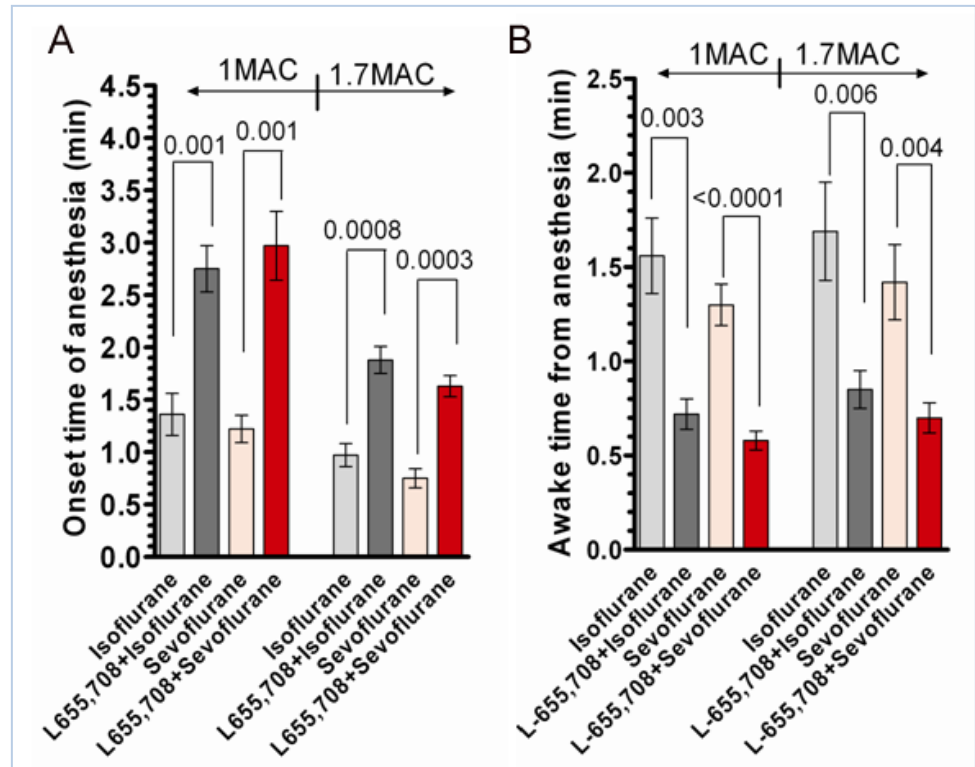 A
1MAC
1.7MAC
Onset time of anesthesia (min)
4.5
4.0
3.5
3.0
2.5
2.0
1.5
1.0
0.5
0.0
0.001
0.001
0.0008
0.0003
Isoflurane
L655,708+Isoflurane
Sevoflurane
L655,708+Sevoflurane
Isoflurane
L655,708+Isoflurane
Sevoflurane
L655,708+Sevoflurane
B
1MAC
1.7MAC
Awake time from anesthesia (min)
2.5
2.0
1.5
1.0
0.5
0.0
0.003
<0.0001
0.006
0.004
Isoflurane
L-655,708+Isoflurane
Sevoflurane
L-655,708+Sevoflurane
Isoflurane
L-655,708+Isoflurane
Sevoflurane
L-655,708+Sevoflurane